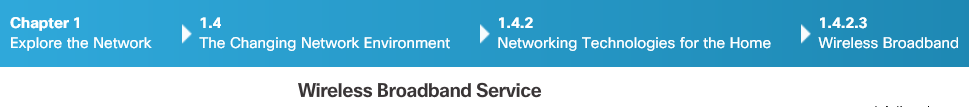 Chapter 1
Explore the Network
1.4
The Changing Network Environment
1.4.2
Networking Technologies for the Home
1.4.2.3
Wireless Broadband
Wireless Broadband Service